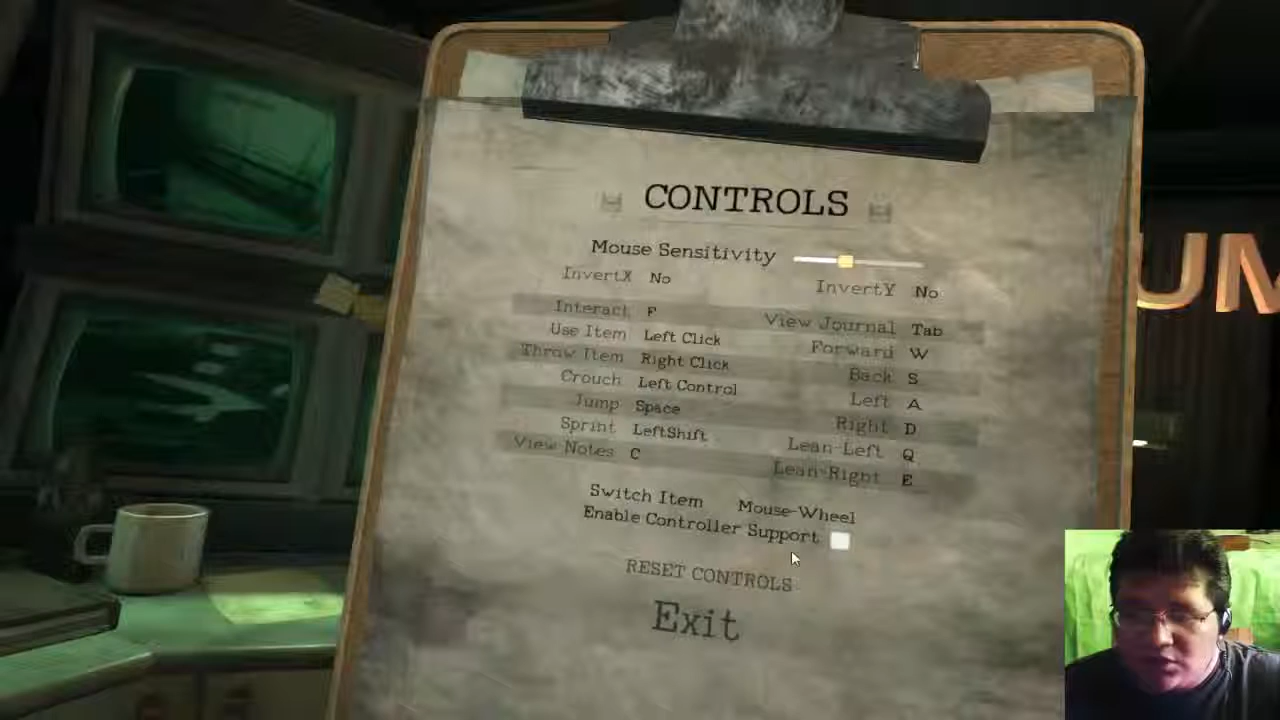 CONTROLS
Mouse Sensitivity
InvertX No InvertY No
Interact F View Journal Tab
Use Item Left Click Forward W
Throw Item Right Click Back S
Crouch Left Control Left A
Jump Space Right D
Sprint LeftShift Lean-Left Q
View Notes C Lean-Right E
Switch Item Mouse-Wheel
Enable Controller Support
RESET CONTROLS
Exit
UM